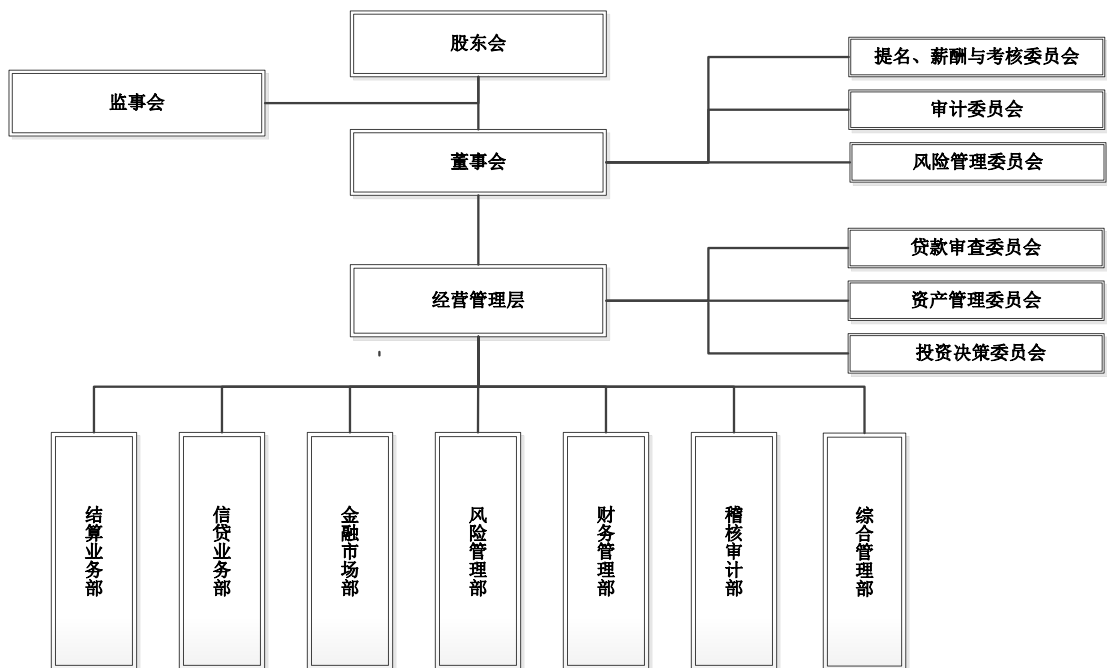 股东会
监事会
董事会
提名、薪酬与考核委员会
审计委员会
风险管理委员会
经营管理层
贷款审查委员会
资产管理委员会
投资决策委员会
结算业务部
信贷业务部
金融市场部
风险管理部
财务管理部
稽核审计部
综合管理部